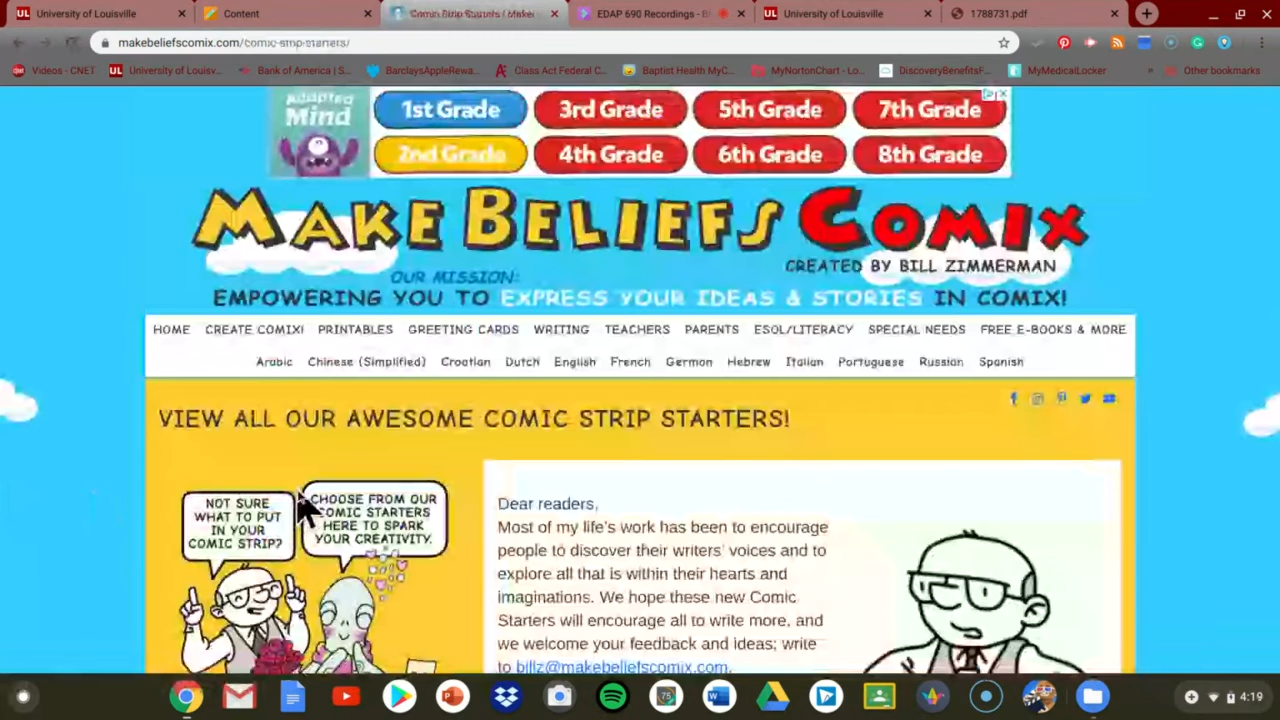 University of Louisville
Content
Comic Strip Starters | Make
EDAP 690 Recordings - B
University of Louisville
1788731.pdf
makebeliefscomix.com/comic-strip-starters/
Videos - CNET
University of Louisv...
Bank of America | S...
BarclaysAppleRewa...
Class Act Federal C...
Baptist Health MyC...
MyNortonChart - Lo...
DiscoveryBenefitsF...
MyMedicalLocker
»
Other bookmarks
Adapted
Mind
1st Grade
3rd Grade
5th Grade
7th Grade
2nd Grade
4th Grade
6th Grade
8th Grade
MAKE BELIEFS COMIX
CREATED BY BILL ZIMMERMAN
OUR MISSION:
EMPOWERING YOU TO EXPRESS YOUR IDEAS & STORIES IN COMIX!
HOME CREATE COMIX! PRINTABLES GREETING CARDS WRITING TEACHERS PARENTS ESOL/LITERACY SPECIAL NEEDS FREE E-BOOKS & MORE
Arabic Chinese (Simplified) Croatian Dutch English French German Hebrew Italian Portuguese Russian Spanish
VIEW ALL OUR AWESOME COMIC STRIP STARTERS!
NOT SURE
WHAT TO PUT
IN YOUR
COMIC STRIP?
CHOOSE FROM OUR
COMIC STARTERS
HERE TO SPARK
YOUR CREATIVITY.
Dear readers,
Most of my life's work has been to encourage
people to discover their writers' voices and to
explore all that is within their hearts and
imaginations. We hope these new Comic
Starters will encourage all to write more, and
we welcome your feedback and ideas; write
to billz@makebeliefscomix.com.
75
4:19